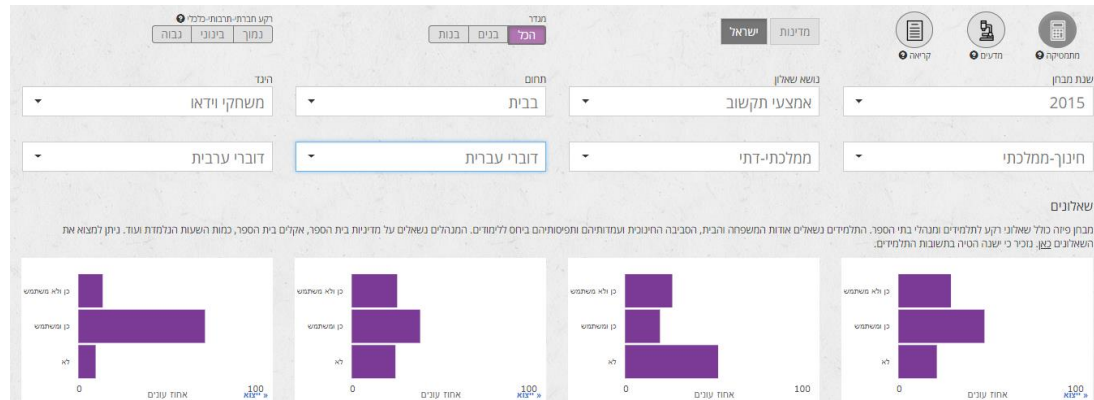 מתמטיקה
מדעים
קריאה
מדינות ישראל
מגדר
הכל בנים בנות
רקע חברתי-תרבותי-כלכלי
נמוך בינוני גבוה
שנת מבחן
2015
נושא שאלון
אמצעי תקשוב
תחום
בבית
היגד
משחקי וידאו
חינוך-ממלכתי
ממלכתי-דתי
דוברי עברית
דוברי ערבית
שאלונים
מבחן פיזה כולל שאלוני רקע לתלמידים ומנהלי בתי הספר. התלמידים נשאלים אודות המשפחה והבית, הסביבה החינוכית ועמדותיהם ותפיסותיהם ביחס ללימודים. המנהלים נשאלים על מדיניות בית הספר, אקלים בית הספר, כמות השעות הנלמדת ועוד. ניתן למצוא את
השאלונים כאן. נזכיר כי ישנה הטיה בתשובות התלמידים.
כן ולא משתמש
כן ומשתמש
לא
0
100
אחוז עונים
ייצוא »
כן ולא משתמש
כן ומשתמש
לא
0
100
אחוז עונים
כן ולא משתמש
כן ומשתמש
לא
0
100
אחוז עונים
ייצוא »
כן ולא משתמש
כן ומשתמש
לא
0
100
אחוז עונים
ייצוא »